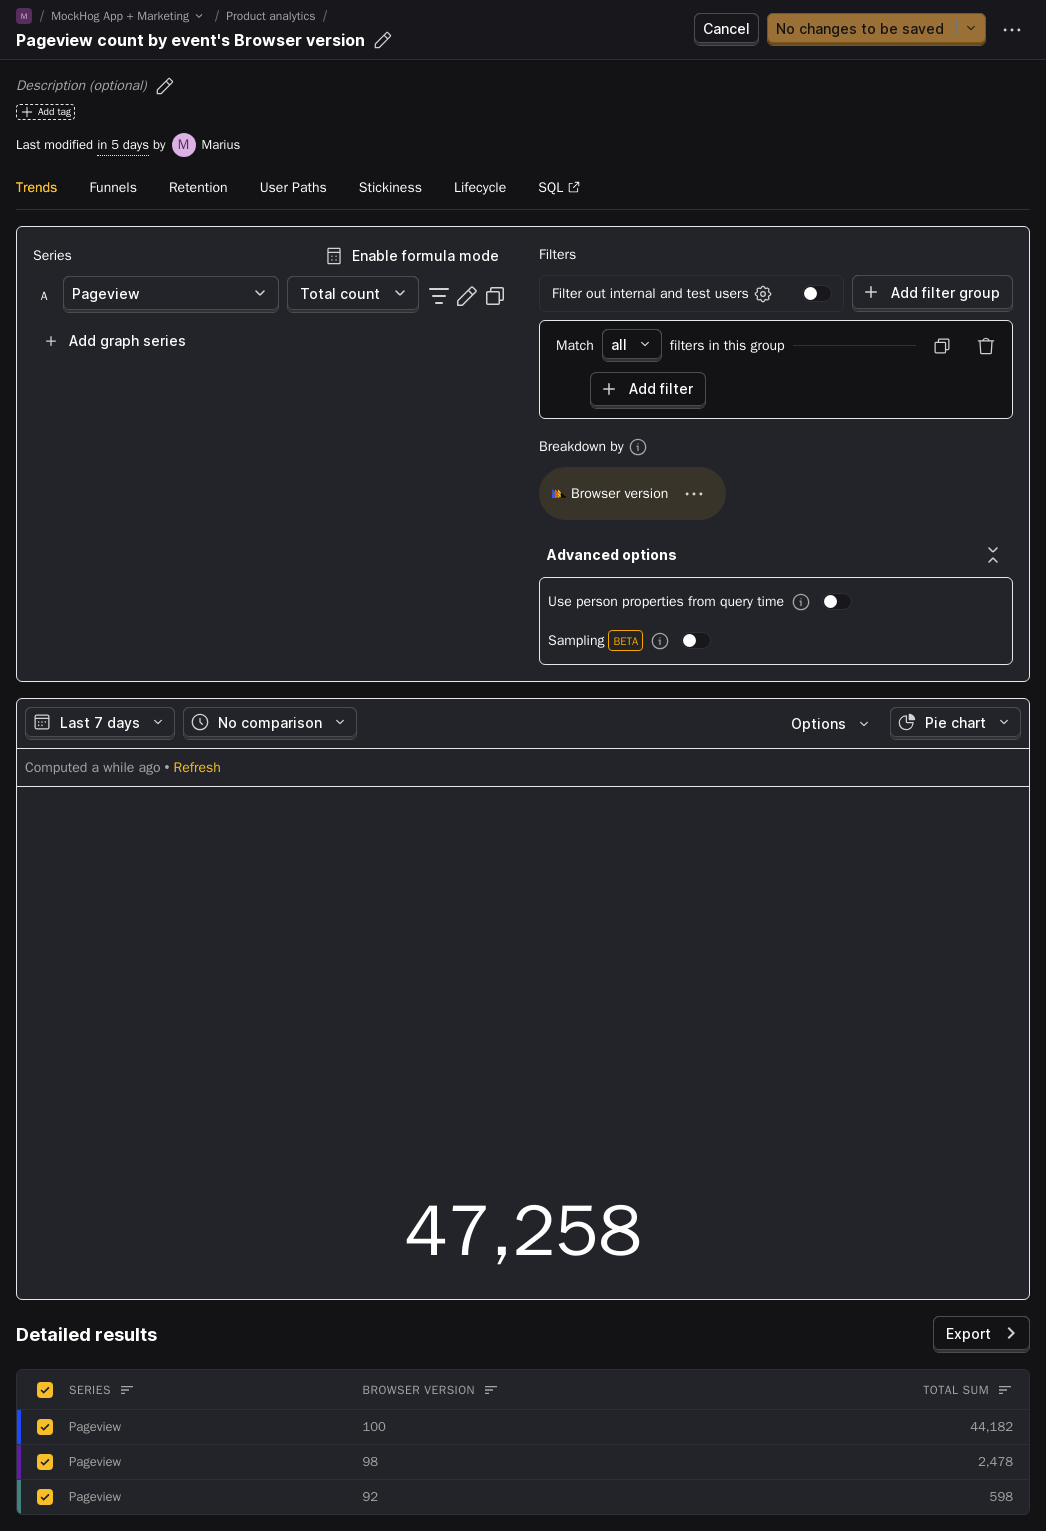 M / MockHog App + Marketing / Product analytics /
Pageview count by event's Browser version
Cancel
No changes to be saved
Description (optional)
Add tag
Last modified in 5 days by M Marius
Trends Funnels Retention User Paths Stickiness Lifecycle SQL
Series
Enable formula mode
A Pageview Total count
Add graph series
Filters
Filter out internal and test users
Add filter group
Match all filters in this group
Add filter
Breakdown by
Browser version
Advanced options
Use person properties from query time
Sampling BETA
Last 7 days No comparison Options Pie chart
Computed a while ago • Refresh
47,258
Detailed results
Export
SERIES BROWSER VERSION TOTAL SUM
Pageview 100 44,182
Pageview 98 2,478
Pageview 92 598